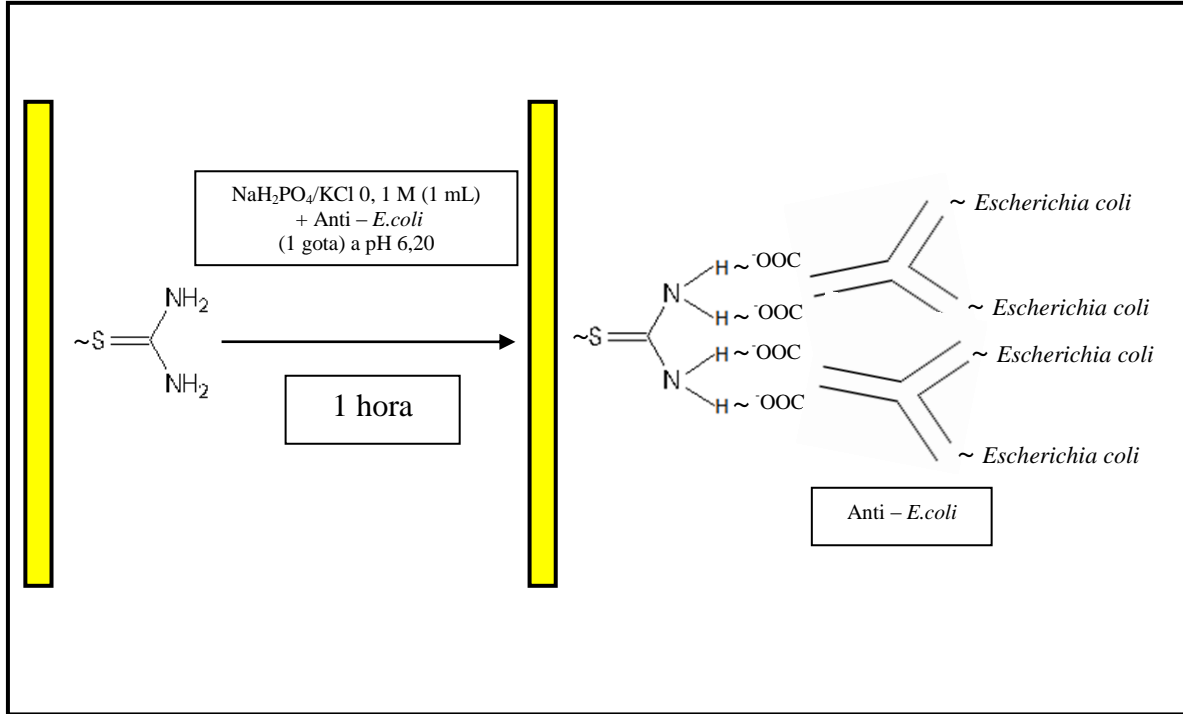 NaH₂PO₄/KCl 0, 1 M (1 mL)
+ Anti – E.coli
(1 gota) a pH 6,20
1 hora
~S
NH₂
NH₂
~S
N
N
H ~ ⁻OOC
H ~ ⁻OOC
H ~ ⁻OOC
H ~ ⁻OOC
~ Escherichia coli
~ Escherichia coli
~ Escherichia coli
~ Escherichia coli
Anti – E.coli